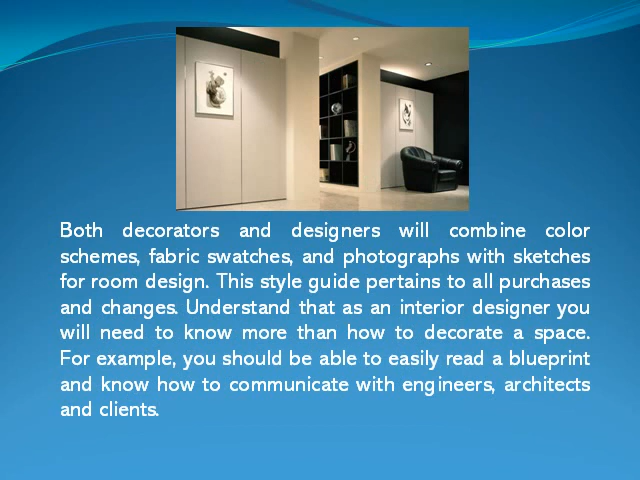 Both decorators and designers will combine color
schemes, fabric swatches, and photographs with sketches
for room design. This style guide pertains to all purchases
and changes. Understand that as an interior designer you
will need to know more than how to decorate a space.
For example, you should be able to easily read a blueprint
and know how to communicate with engineers, architects
and clients.